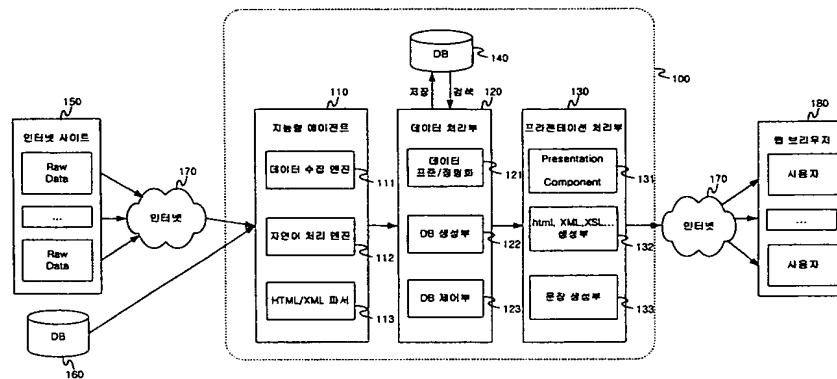 150
인터넷 사이트
Raw
Data
...
Raw
Data
DB
160
170
인터넷
110
지능형 에이전트
데이터 수집 엔진
111
자연어 처리 엔진
112
HTML/XML 파서
113
DB
140
저장
검색
120
데이터 처리부
데이터
표준/정형화
121
DB 생성부
122
DB 제어부
123
130
프리젠테이션 처리부
Presentation
Component
131
html, XML,XSL...
생성부
132
문장 생성부
133
100
170
인터넷
180
웹 브라우저
사용자
...
사용자